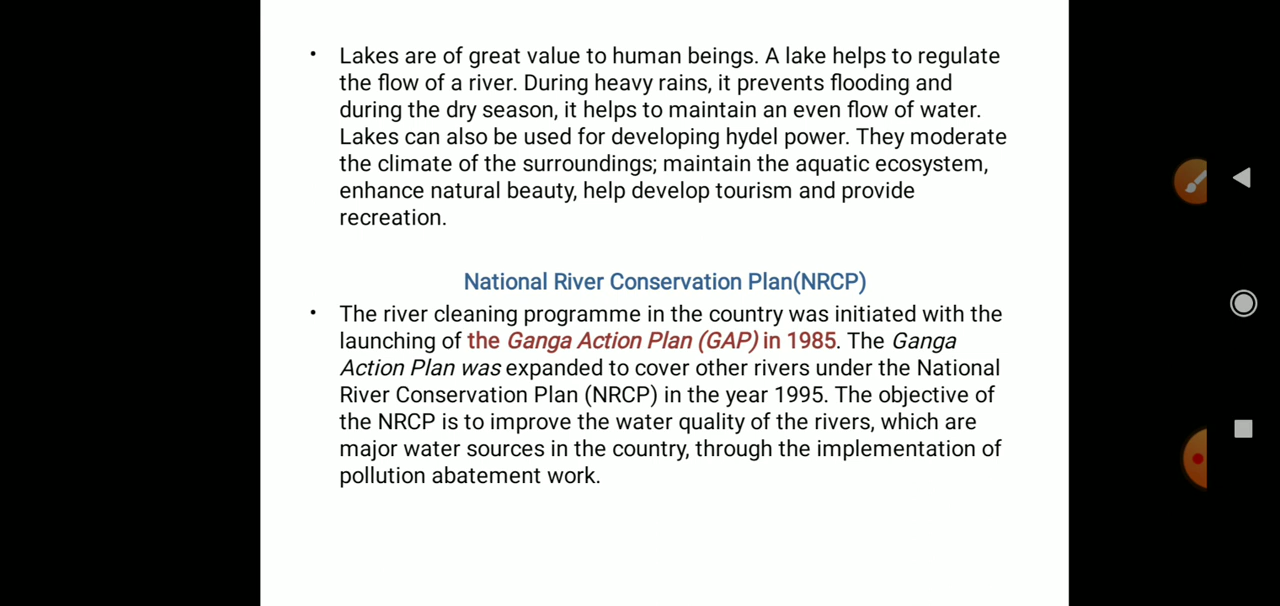 • Lakes are of great value to human beings. A lake helps to regulate
the flow of a river. During heavy rains, it prevents flooding and
during the dry season, it helps to maintain an even flow of water.
Lakes can also be used for developing hydel power. They moderate
the climate of the surroundings; maintain the aquatic ecosystem,
enhance natural beauty, help develop tourism and provide
recreation.
National River Conservation Plan(NRCP)
• The river cleaning programme in the country was initiated with the
launching of the Ganga Action Plan (GAP) in 1985. The Ganga
Action Plan was expanded to cover other rivers under the National
River Conservation Plan (NRCP) in the year 1995. The objective of
the NRCP is to improve the water quality of the rivers, which are
major water sources in the country, through the implementation of
pollution abatement work.